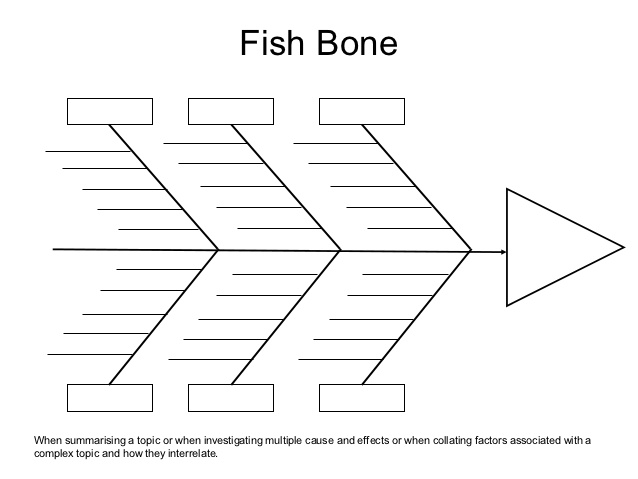 Fish Bone
When summarising a topic or when investigating multiple cause and effects or when collating factors associated with a
complex topic and how they interrelate.